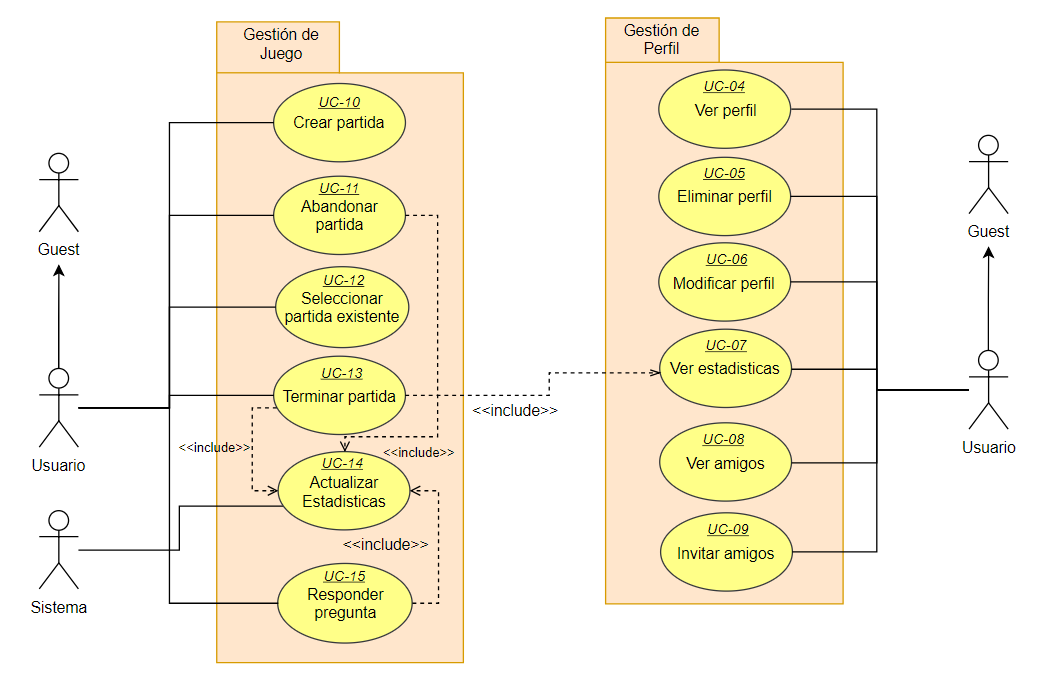 Gestión de
Juego
UC-10
Crear partida
UC-11
Abandonar
partida
UC-12
Seleccionar
partida existente
UC-13
Terminar partida
<<include>>
<<include>>
UC-14
Actualizar
Estadisticas
<<include>>
UC-15
Responder
pregunta
Guest
Usuario
Sistema
<<include>>
Gestión de
Perfil
UC-04
Ver perfil
UC-05
Eliminar perfil
UC-06
Modificar perfil
UC-07
Ver estadisticas
UC-08
Ver amigos
UC-09
Invitar amigos
Guest
Usuario